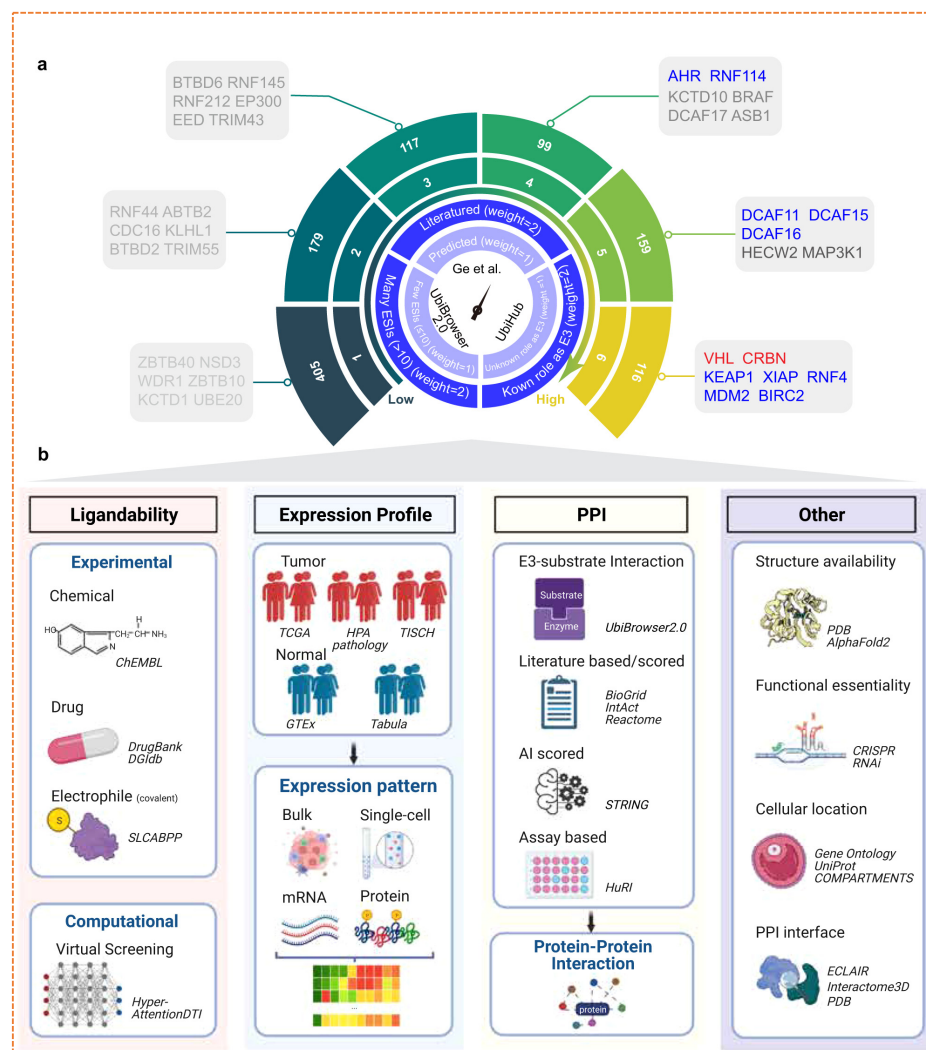 a
BTBD6 RNF145
RNF212 EP300
EED TRIM43
AHR RNF114
KCTD10 BRAF
DCAF17 ASB1
117
99
3
4
RNF44 ABTB2
CDC16 KLHL1
BTBD2 TRIM55
179
2
159
5
DCAF11 DCAF15
DCAF16
HECW2 MAP3K1
Literatured (weight=2)
Predicted (weight=1)
Ge et al.
Many ESIs (>10) (weight=2)
Few ESIs (≤10) (weight=1)
UbiBrowser
2.0
UbiHub
Unknown role as E3 (weight=1)
Kown role as E3 (weight=2)
ZBTB40 NSD3
WDR1 ZBTB10
KCTD1 UBE20
405
1
6
116
Low
High
VHL CRBN
KEAP1 XIAP RNF4
MDM2 BIRC2
b
Ligandability
Experimental
Chemical
HO
H
CH₂-CH-NH₃
N
ChEMBL
Drug
DrugBank
DGIdb
Electrophile (covalent)
S
SLCABPP
Computational
Virtual Screening
Hyper-
AttentionDTI
Expression Profile
Tumor
TCGA
HPA
pathology
TISCH
Normal
GTEx
Tabula
Expression pattern
Bulk
Single-cell
mRNA
Protein
...
PPI
E3-substrate Interaction
Substrate
Enzyme
UbiBrowser2.0
Literature based/scored
BioGrid
IntAct
Reactome
AI scored
STRING
Assay based
HuRI
Protein-Protein
Interaction
protein
Other
Structure availability
PDB
AlphaFold2
Functional essentiality
CRISPR
RNAi
Cellular location
Gene Ontology
UniProt
COMPARTMENTS
PPI interface
ECLAIR
Interactome3D
PDB